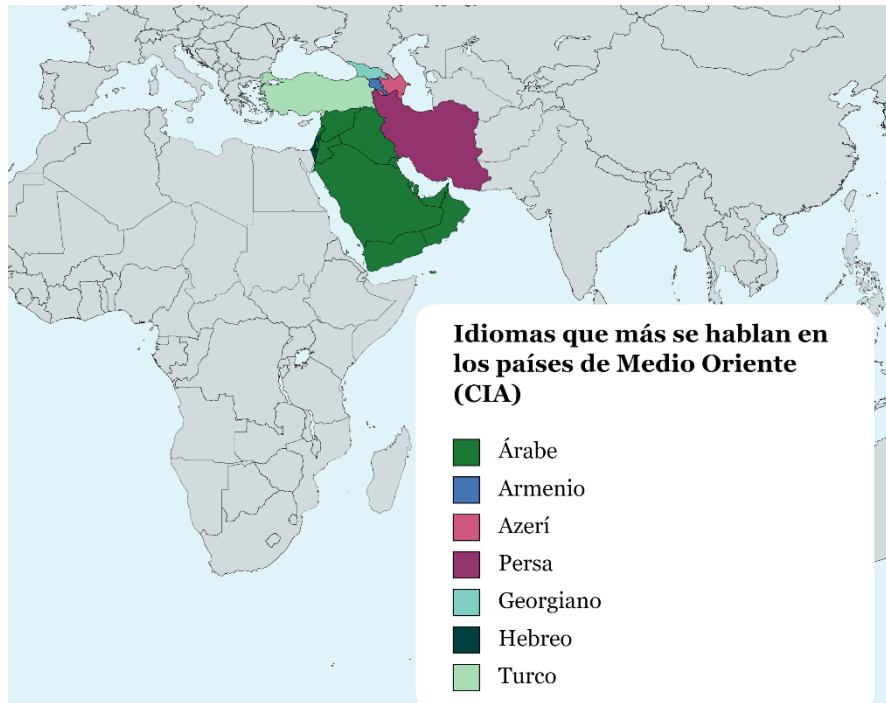 Idiomas que más se hablan en
los países de Medio Oriente
(CIA)
Árabe
Armenio
Azerí
Persa
Georgiano
Hebreo
Turco